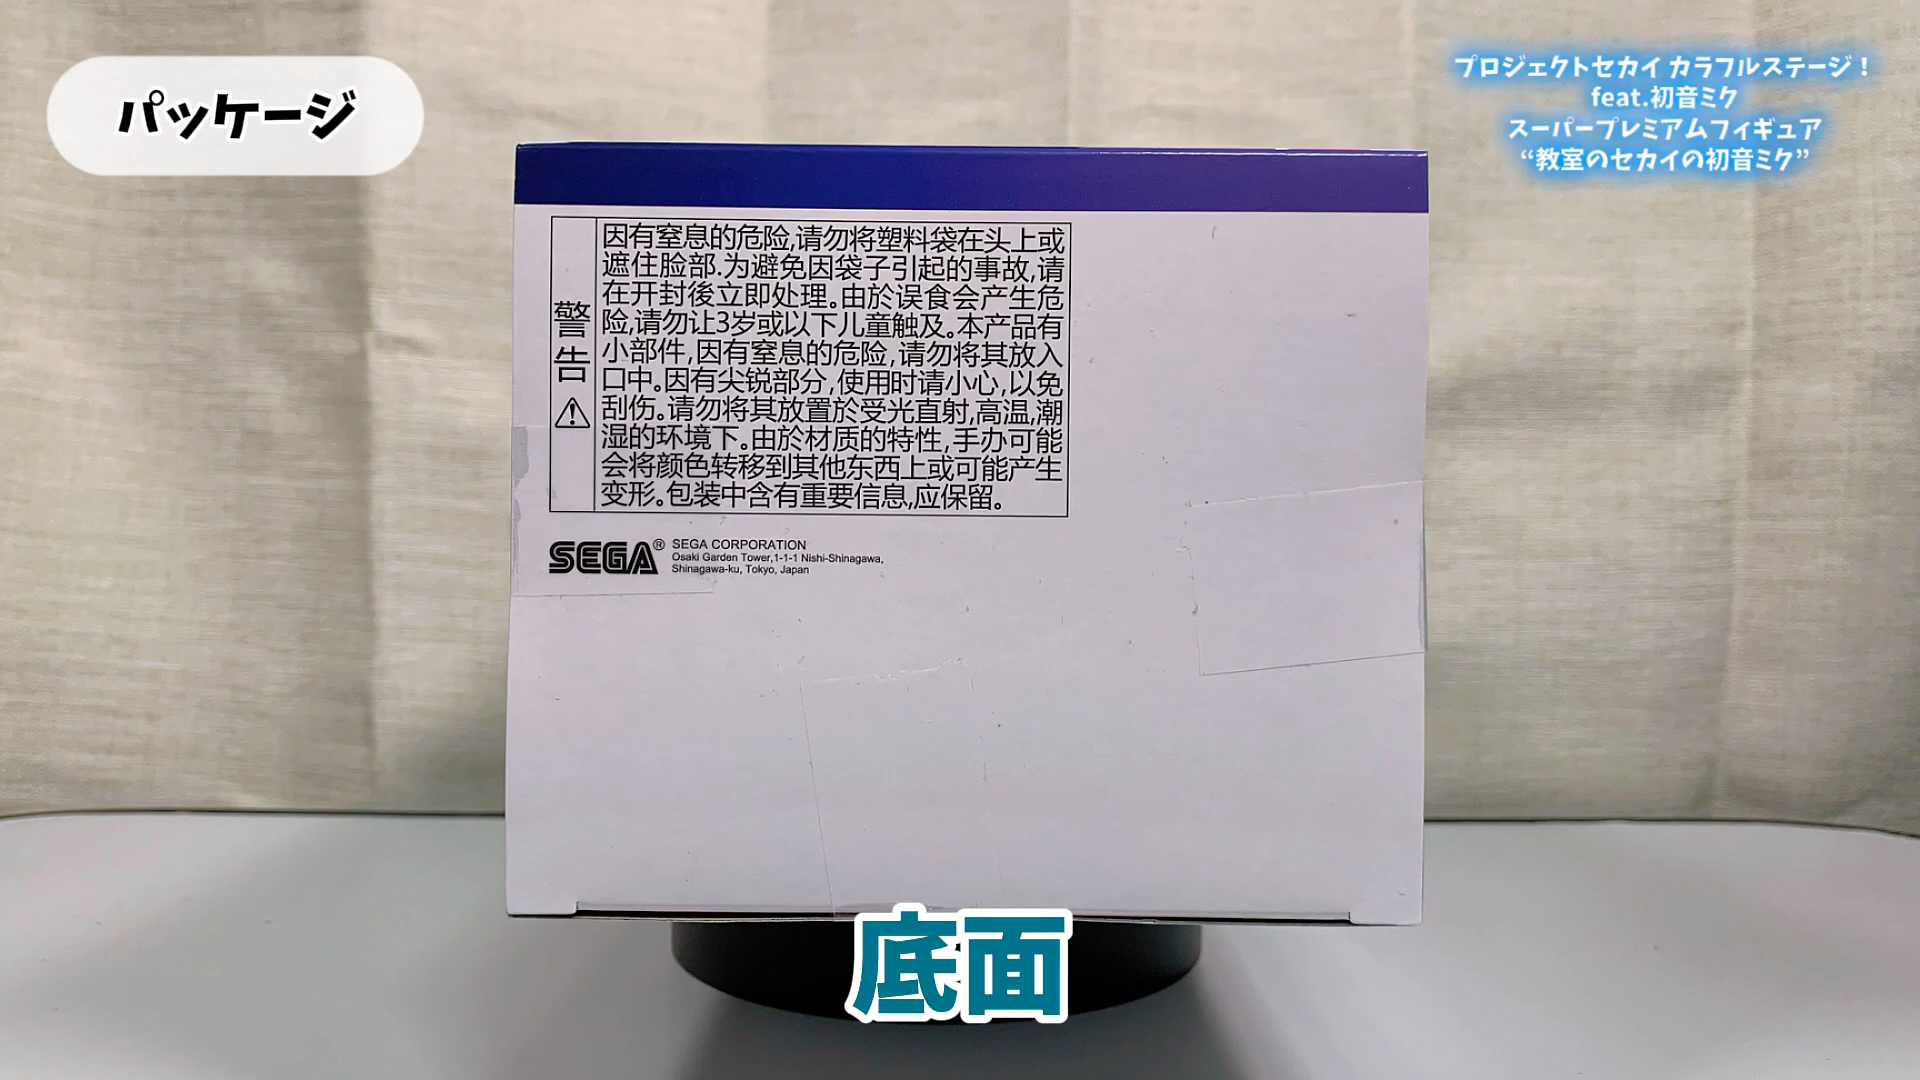 パッケージ
プロジェクトセカイ カラフルステージ！
feat.初音ミク
スーパープレミアムフィギュア
“教室のセカイの初音ミク”
警告
因有窒息的危险,请勿将塑料袋在头上或
遮住脸部.为避免因袋子引起的事故,请
在开封後立即处理。由於误食会产生危
险,请勿让3岁或以下儿童触及。本产品有
小部件,因有窒息的危险,请勿将其放入
口中。因有尖锐部分,使用时请小心,以免
刮伤。请勿将其放置於受光直射,高温,潮
湿的环境下。由於材质的特性,手办可能
会将颜色转移到其他东西上或可能产生
变形。包装中含有重要信息,应保留。
SEGA® SEGA CORPORATION
Osaki Garden Tower,1-1-1 Nishi-Shinagawa,
Shinagawa-ku, Tokyo, Japan
底面